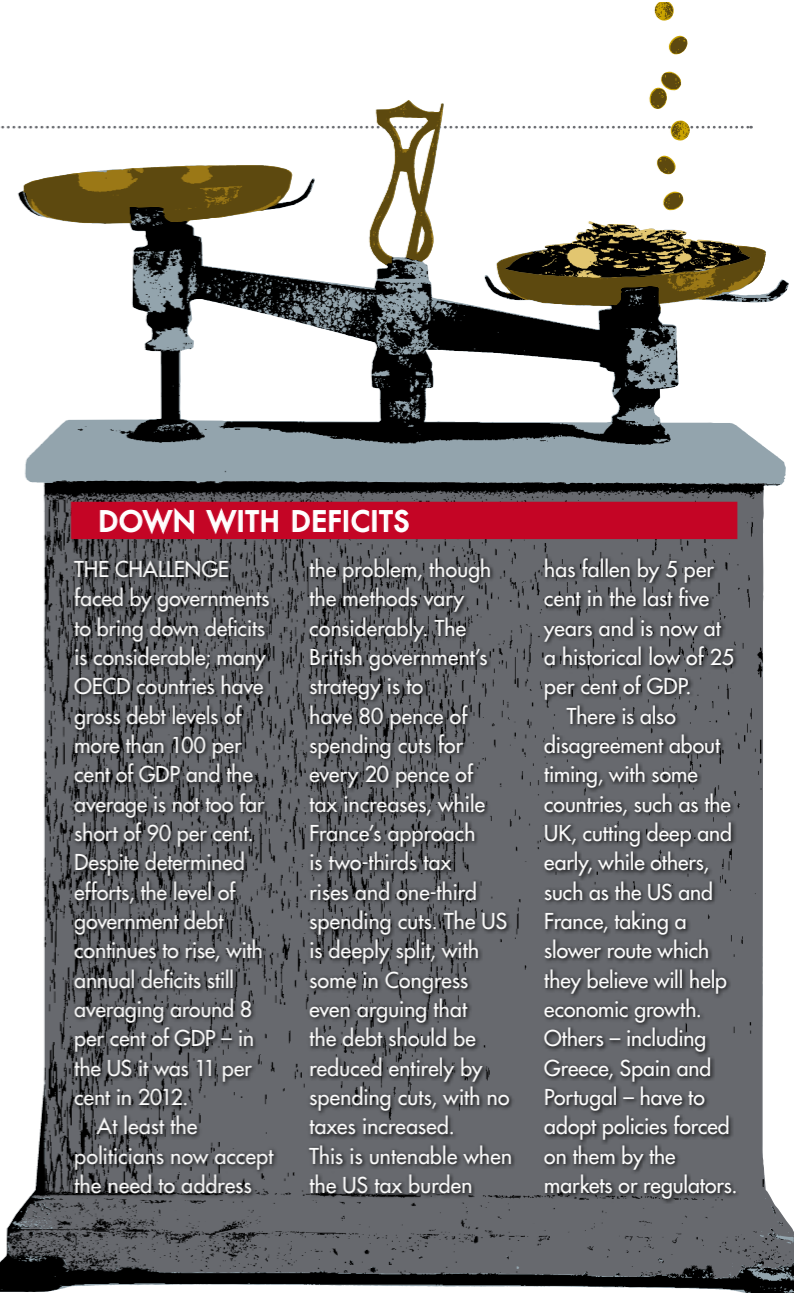 DOWN WITH DEFICITS
THE CHALLENGE
faced by governments
to bring down deficits
is considerable; many
OECD countries have
gross debt levels of
more than 100 per
cent of GDP and the
average is not too far
short of 90 per cent.
Despite determined
efforts, the level of
government debt
continues to rise, with
annual deficits still
averaging around 8
per cent of GDP – in
the US it was 11 per
cent in 2012.
At least the
politicians now accept
the need to address
the problem, though
the methods vary
considerably. The
British government’s
strategy is to
have 80 pence of
spending cuts for
every 20 pence of
tax increases, while
France’s approach
is two-thirds tax
rises and one-third
spending cuts. The US
is deeply split, with
some in Congress
even arguing that
the debt should be
reduced entirely by
spending cuts, with no
taxes increased.
This is untenable when
the US tax burden
has fallen by 5 per
cent in the last five
years and is now at
a historical low of 25
per cent of GDP.
There is also
disagreement about
timing, with some
countries, such as the
UK, cutting deep and
early, while others,
such as the US and
France, taking a
slower route which
they believe will help
economic growth.
Others – including
Greece, Spain and
Portugal – have to
adopt policies forced
on them by the
markets or regulators.